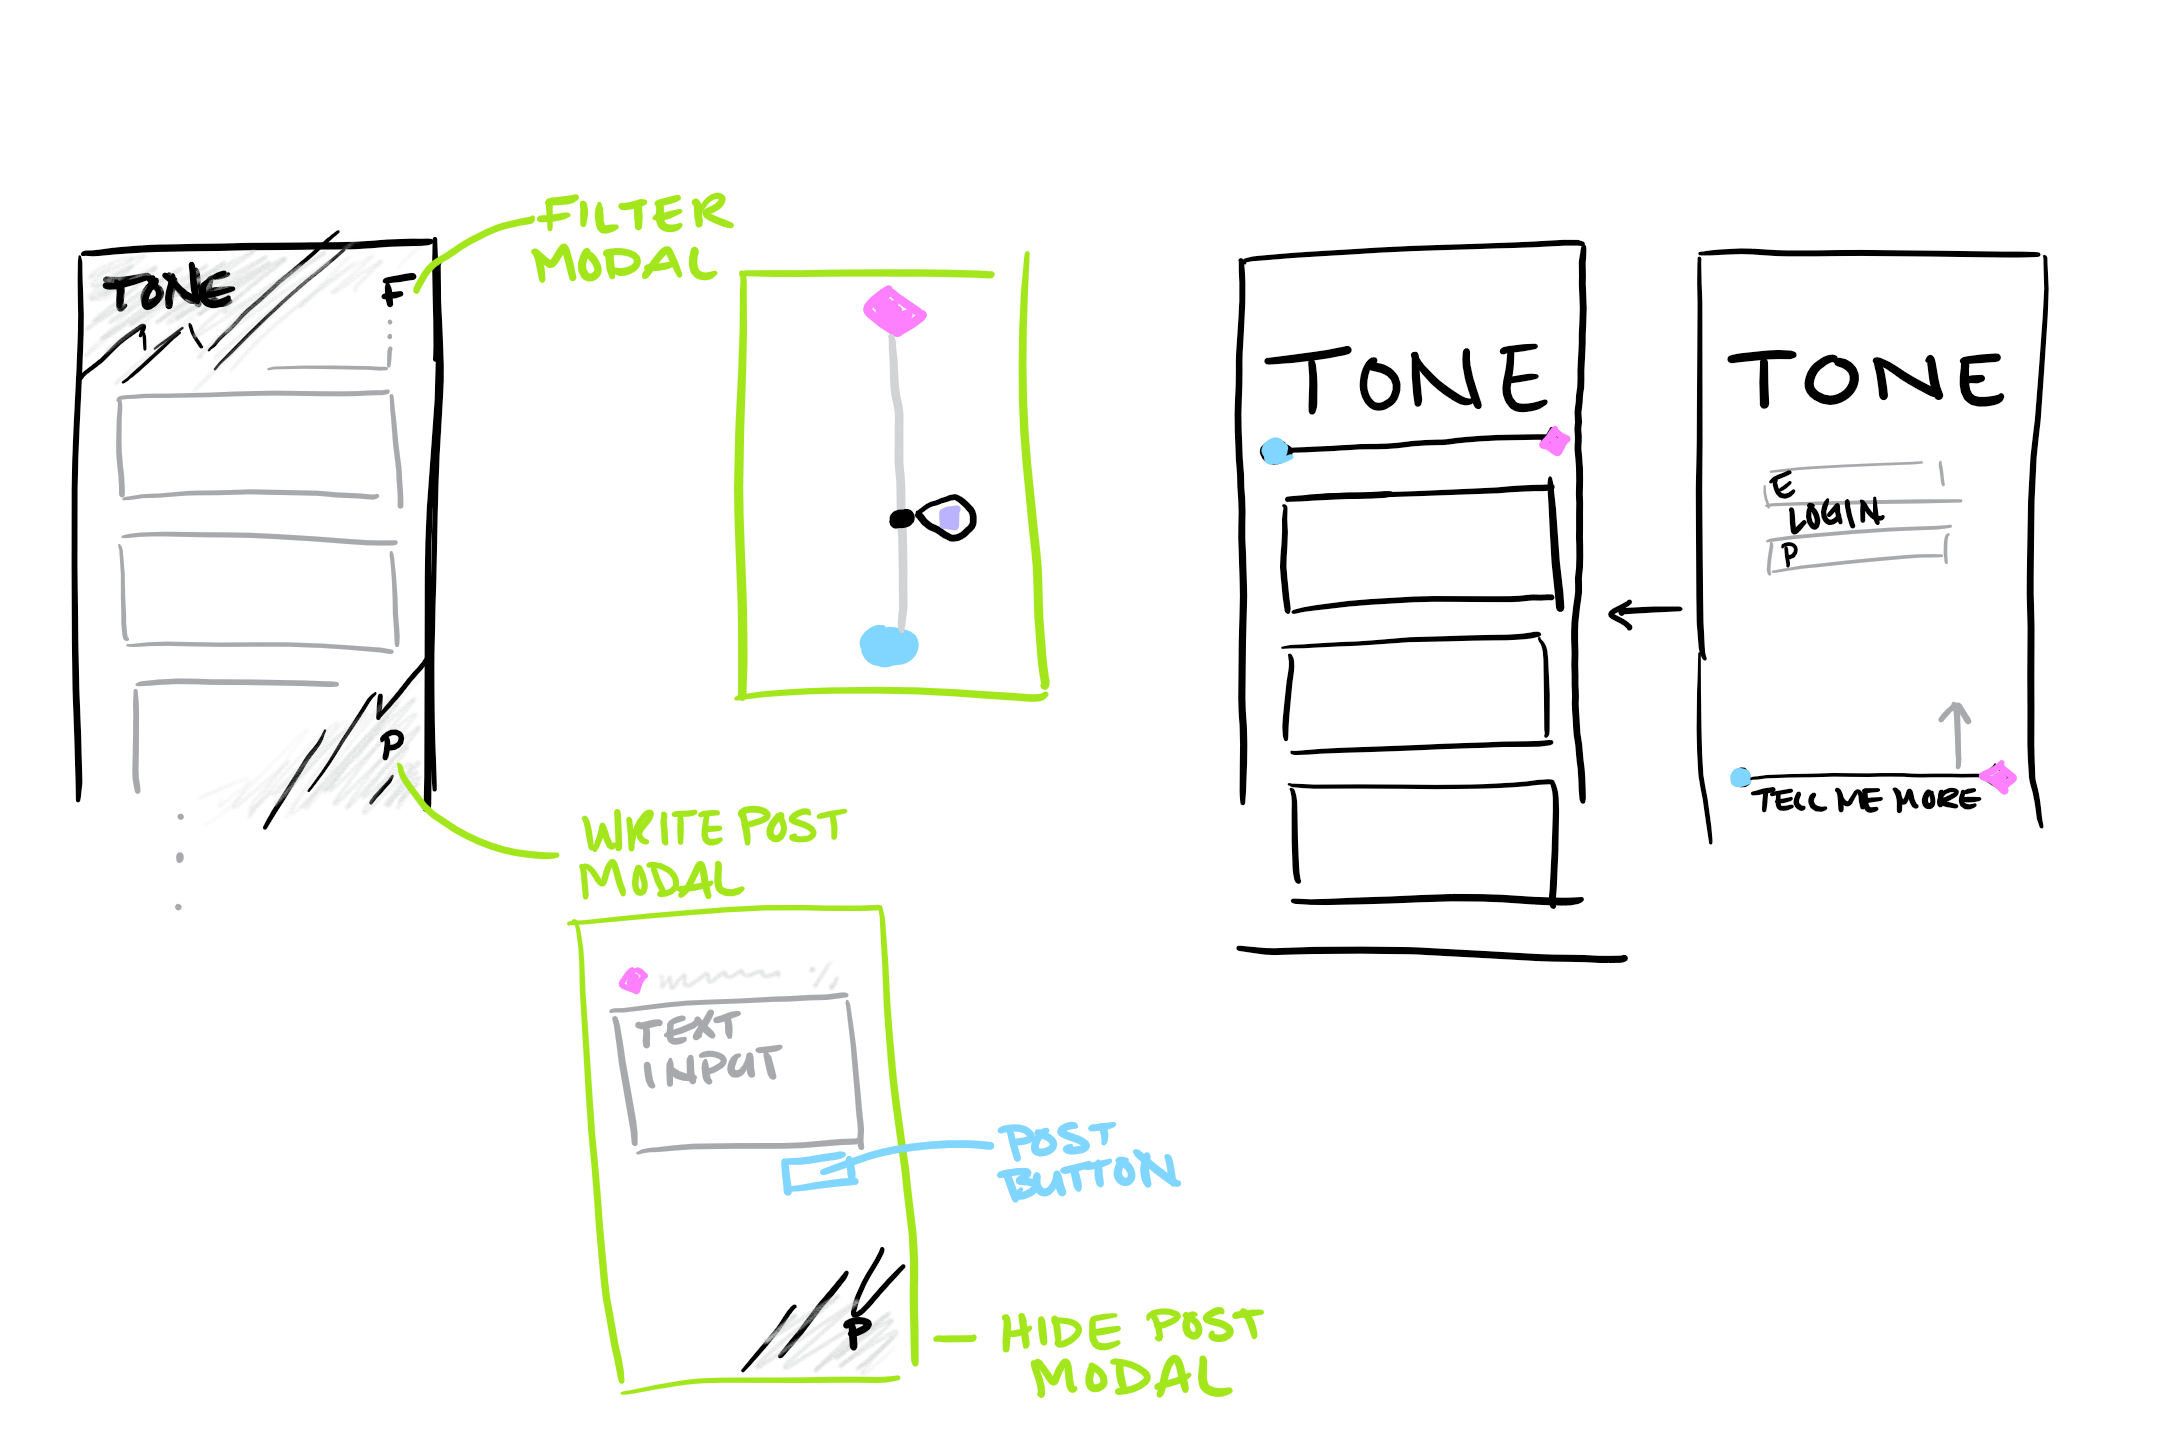 FILTER
MODAL
TONE
F
P
WRITE POST
MODAL
TEXT
INPUT
POST
BUTTON
P
HIDE POST
MODAL
TONE
TONE
E
LOGIN
P
TELL ME MORE